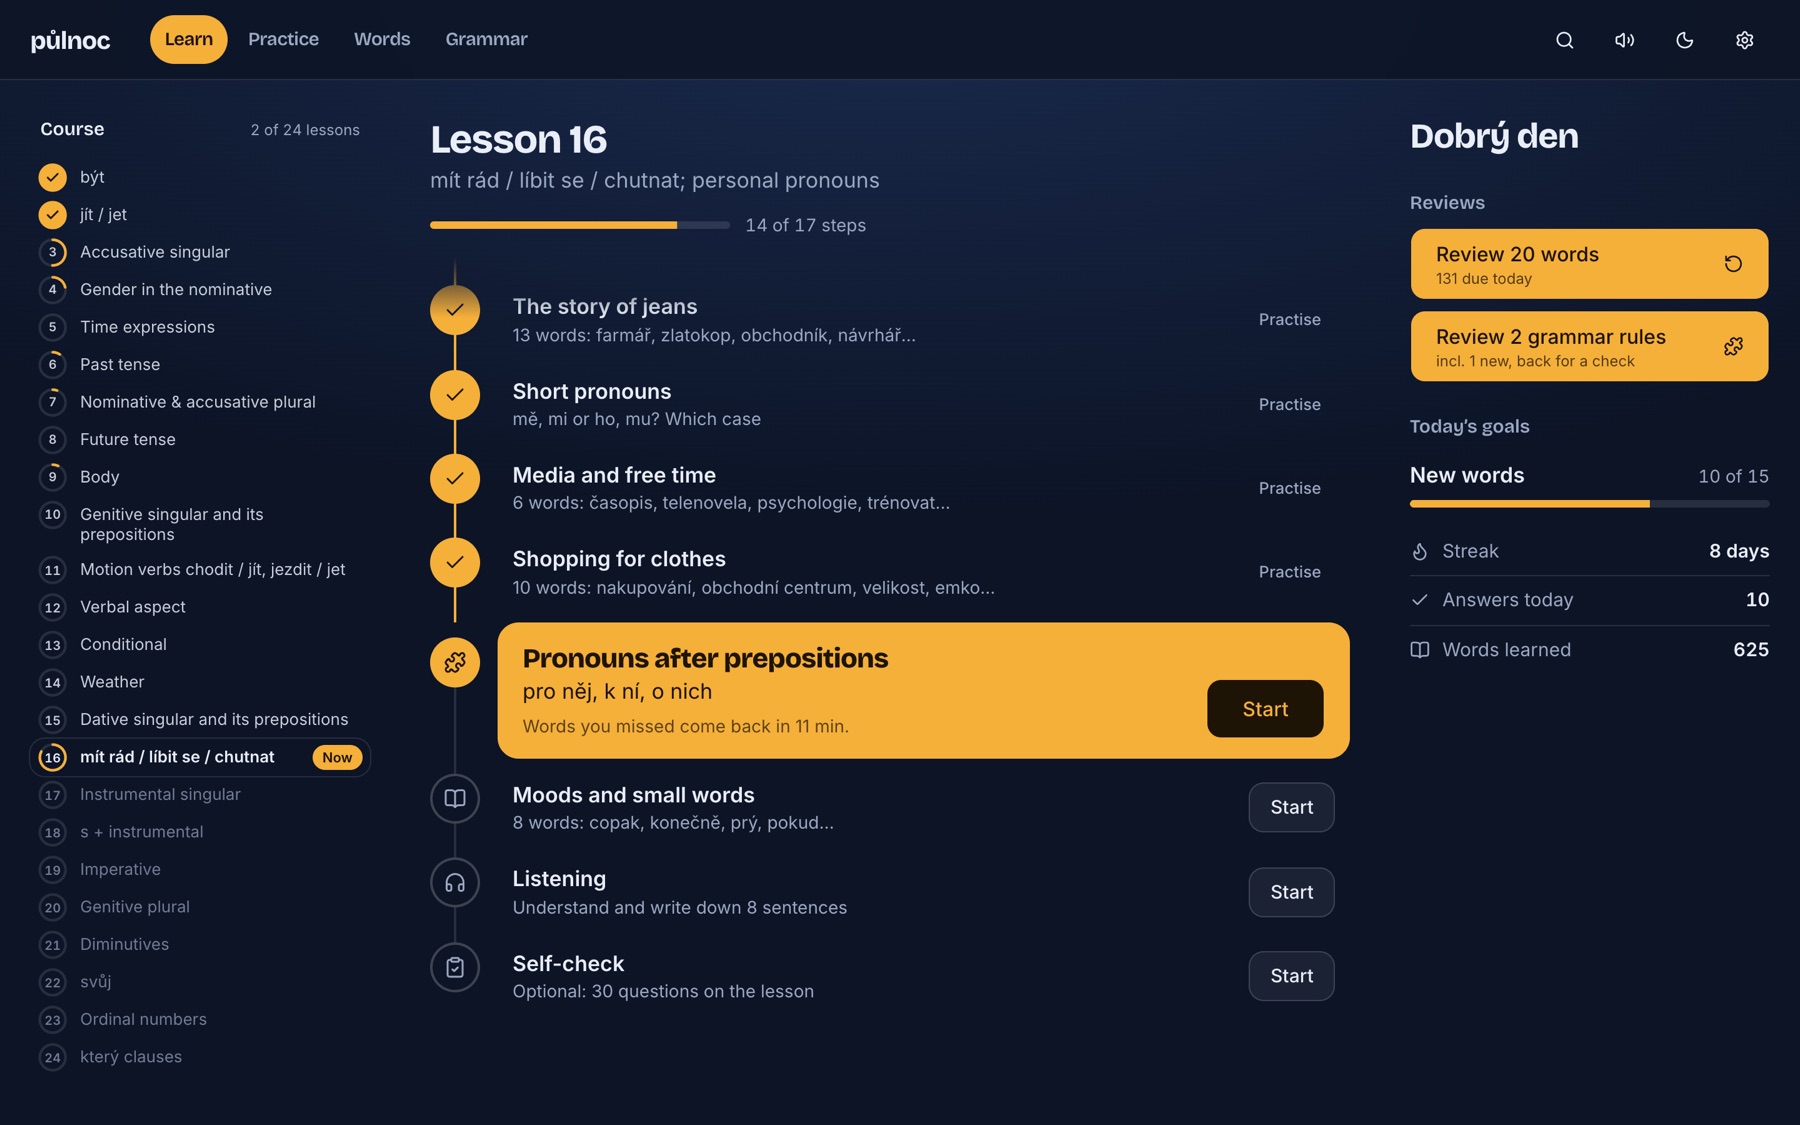 půlnoc
Learn
Practice
Words
Grammar
Course
2 of 24 lessons
být
jít / jet
3 Accusative singular
4 Gender in the nominative
5 Time expressions
6 Past tense
7 Nominative & accusative plural
8 Future tense
9 Body
10 Genitive singular and its
prepositions
11 Motion verbs chodit / jít, jezdit / jet
12 Verbal aspect
13 Conditional
14 Weather
15 Dative singular and its prepositions
16 mít rád / líbit se / chutnat Now
17 Instrumental singular
18 s + instrumental
19 Imperative
20 Genitive plural
21 Diminutives
22 svůj
23 Ordinal numbers
24 který clauses
Lesson 16
mít rád / líbit se / chutnat; personal pronouns
14 of 17 steps
The story of jeans
13 words: farmář, zlatokop, obchodník, návrhář...
Practise
Short pronouns
mě, mi or ho, mu? Which case
Practise
Media and free time
6 words: časopis, telenovela, psychologie, trénovat...
Practise
Shopping for clothes
10 words: nakupování, obchodní centrum, velikost, emko...
Practise
Pronouns after prepositions
pro něj, k ní, o nich
Words you missed come back in 11 min.
Start
Moods and small words
8 words: copak, konečně, prý, pokud...
Start
Listening
Understand and write down 8 sentences
Start
Self-check
Optional: 30 questions on the lesson
Start
Dobrý den
Reviews
Review 20 words
131 due today
Review 2 grammar rules
incl. 1 new, back for a check
Today's goals
New words 10 of 15
Streak 8 days
Answers today 10
Words learned 625